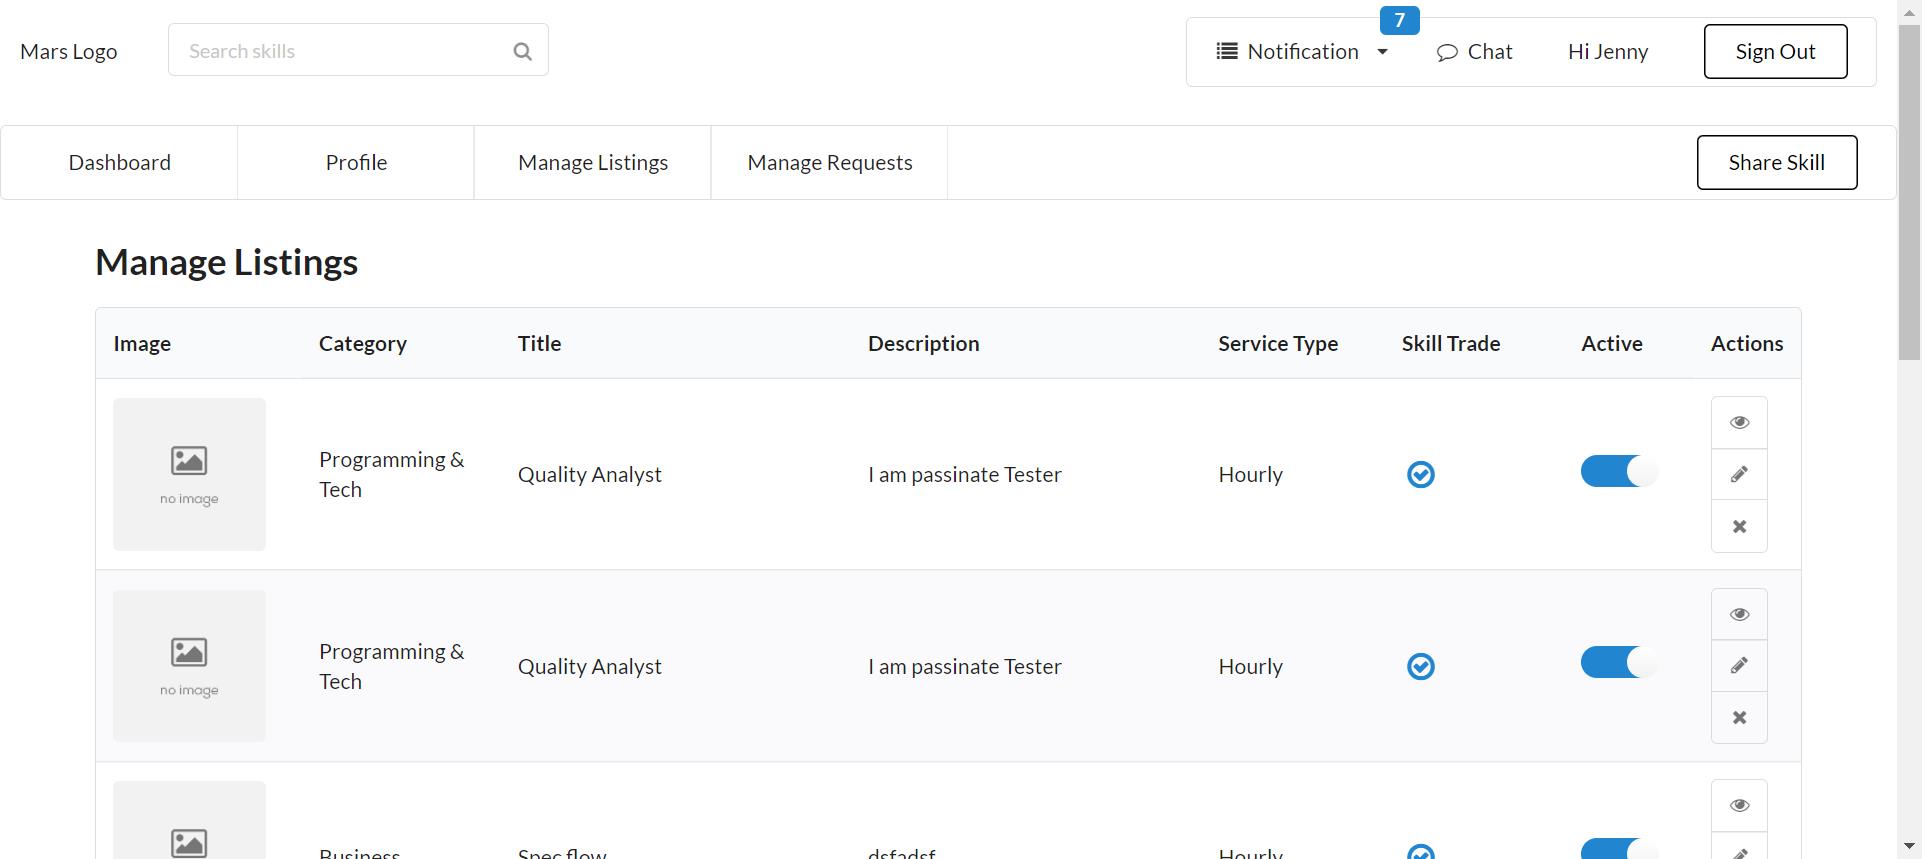 7
Mars Logo
Search skills
Notification
Chat
Hi Jenny
Sign Out
Dashboard
Profile
Manage Listings
Manage Requests
Share Skill
Manage Listings
Image
Category
Title
Description
Service Type
Skill Trade
Active
Actions
no image
Programming &
Tech
Quality Analyst
I am passinate Tester
Hourly
no image
Programming &
Tech
Quality Analyst
I am passinate Tester
Hourly
Business
Spec flow
dsfadsf
Hourly